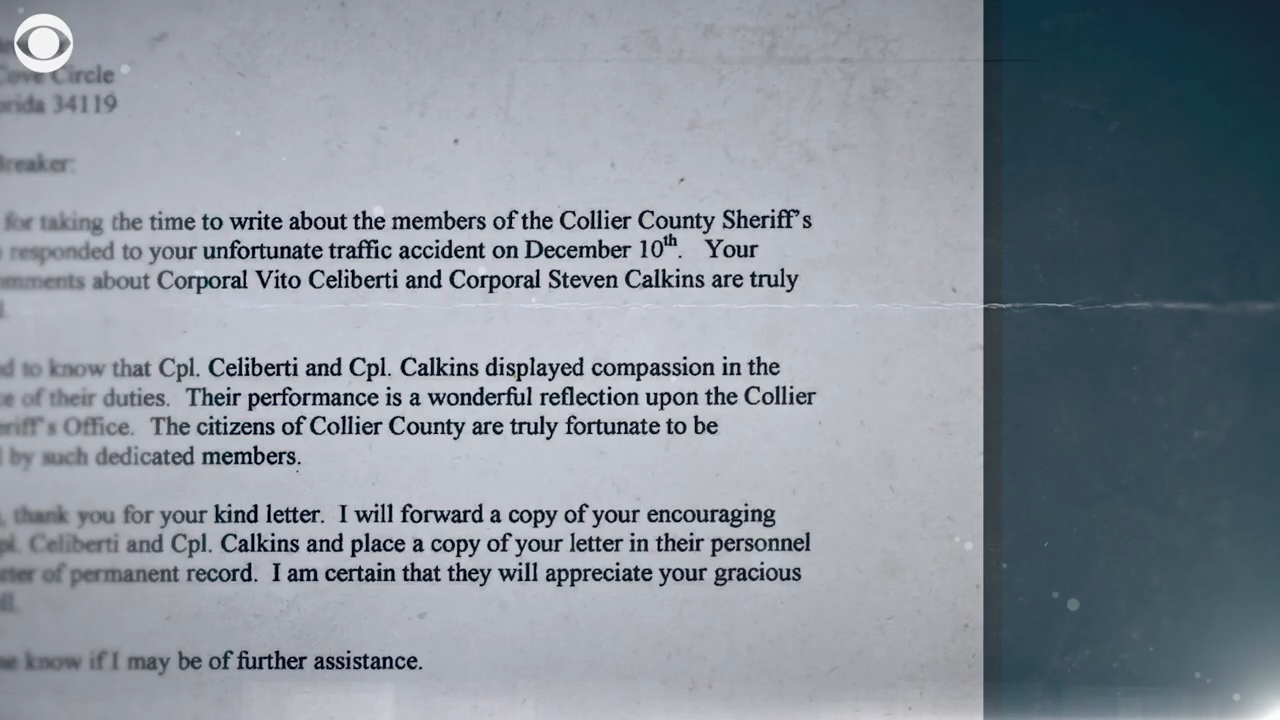 Cove Circle
orida 34119
Breaker:
for taking the time to write about the members of the Collier County Sheriff's
responded to your unfortunate traffic accident on December 10th. Your
omments about Corporal Vito Celiberti and Corporal Steven Calkins are truly
to know that Cpl. Celiberti and Cpl. Calkins displayed compassion in the
of their duties. Their performance is a wonderful reflection upon the Collier
eriff's Office. The citizens of Collier County are truly fortunate to be
by such dedicated members.
thank you for your kind letter. I will forward a copy of your encouraging
Celiberti and Cpl. Calkins and place a copy of your letter in their personnel
of permanent record. I am certain that they will appreciate your gracious
know if I may be of further assistance.